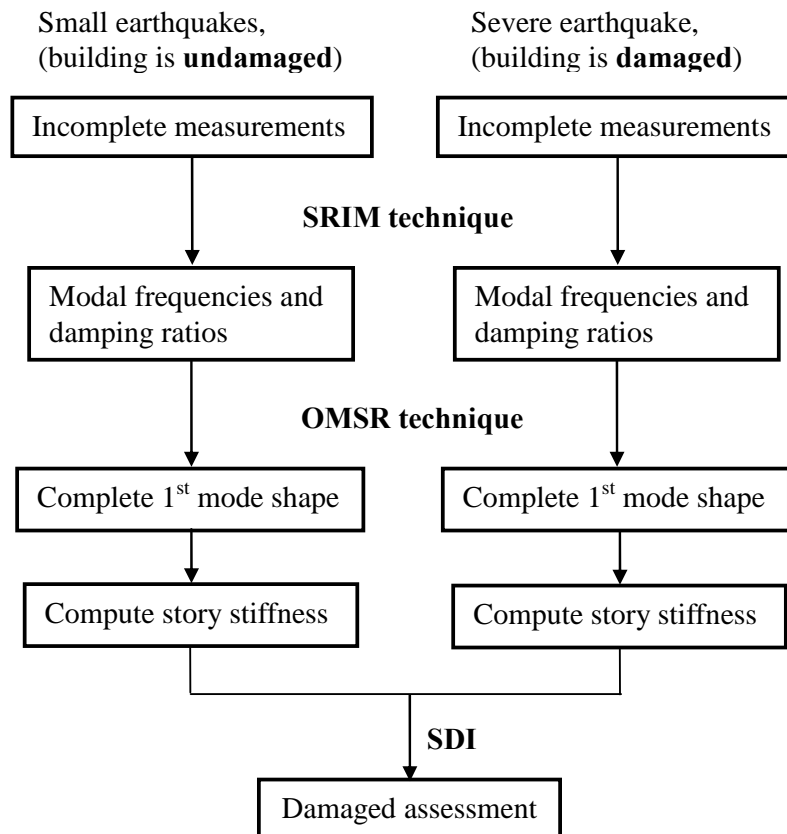 Small earthquakes,
(building is undamaged)
Severe earthquake,
(building is damaged)
Incomplete measurements
Incomplete measurements
SRIM technique
Modal frequencies and
damping ratios
Modal frequencies and
damping ratios
OMSR technique
Complete 1st mode shape
Complete 1st mode shape
Compute story stiffness
Compute story stiffness
SDI
Damaged assessment